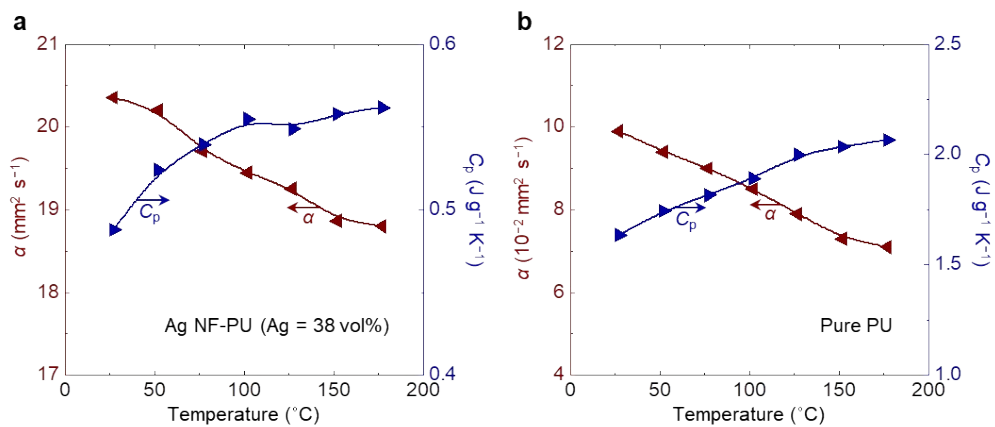 a
21
20
19
18
17
α (mm² s⁻¹)
0.6
0.5
0.4
Cₚ (J g⁻¹ K⁻¹)
Cₚ
α
Ag NF-PU (Ag = 38 vol%)
0 50 100 150 200
Temperature (°C)
b
12
10
8
6
4
α (10⁻² mm² s⁻¹)
2.5
2.0
1.5
1.0
Cₚ (J g⁻¹ K⁻¹)
Cₚ
α
Pure PU
0 50 100 150 200
Temperature (°C)